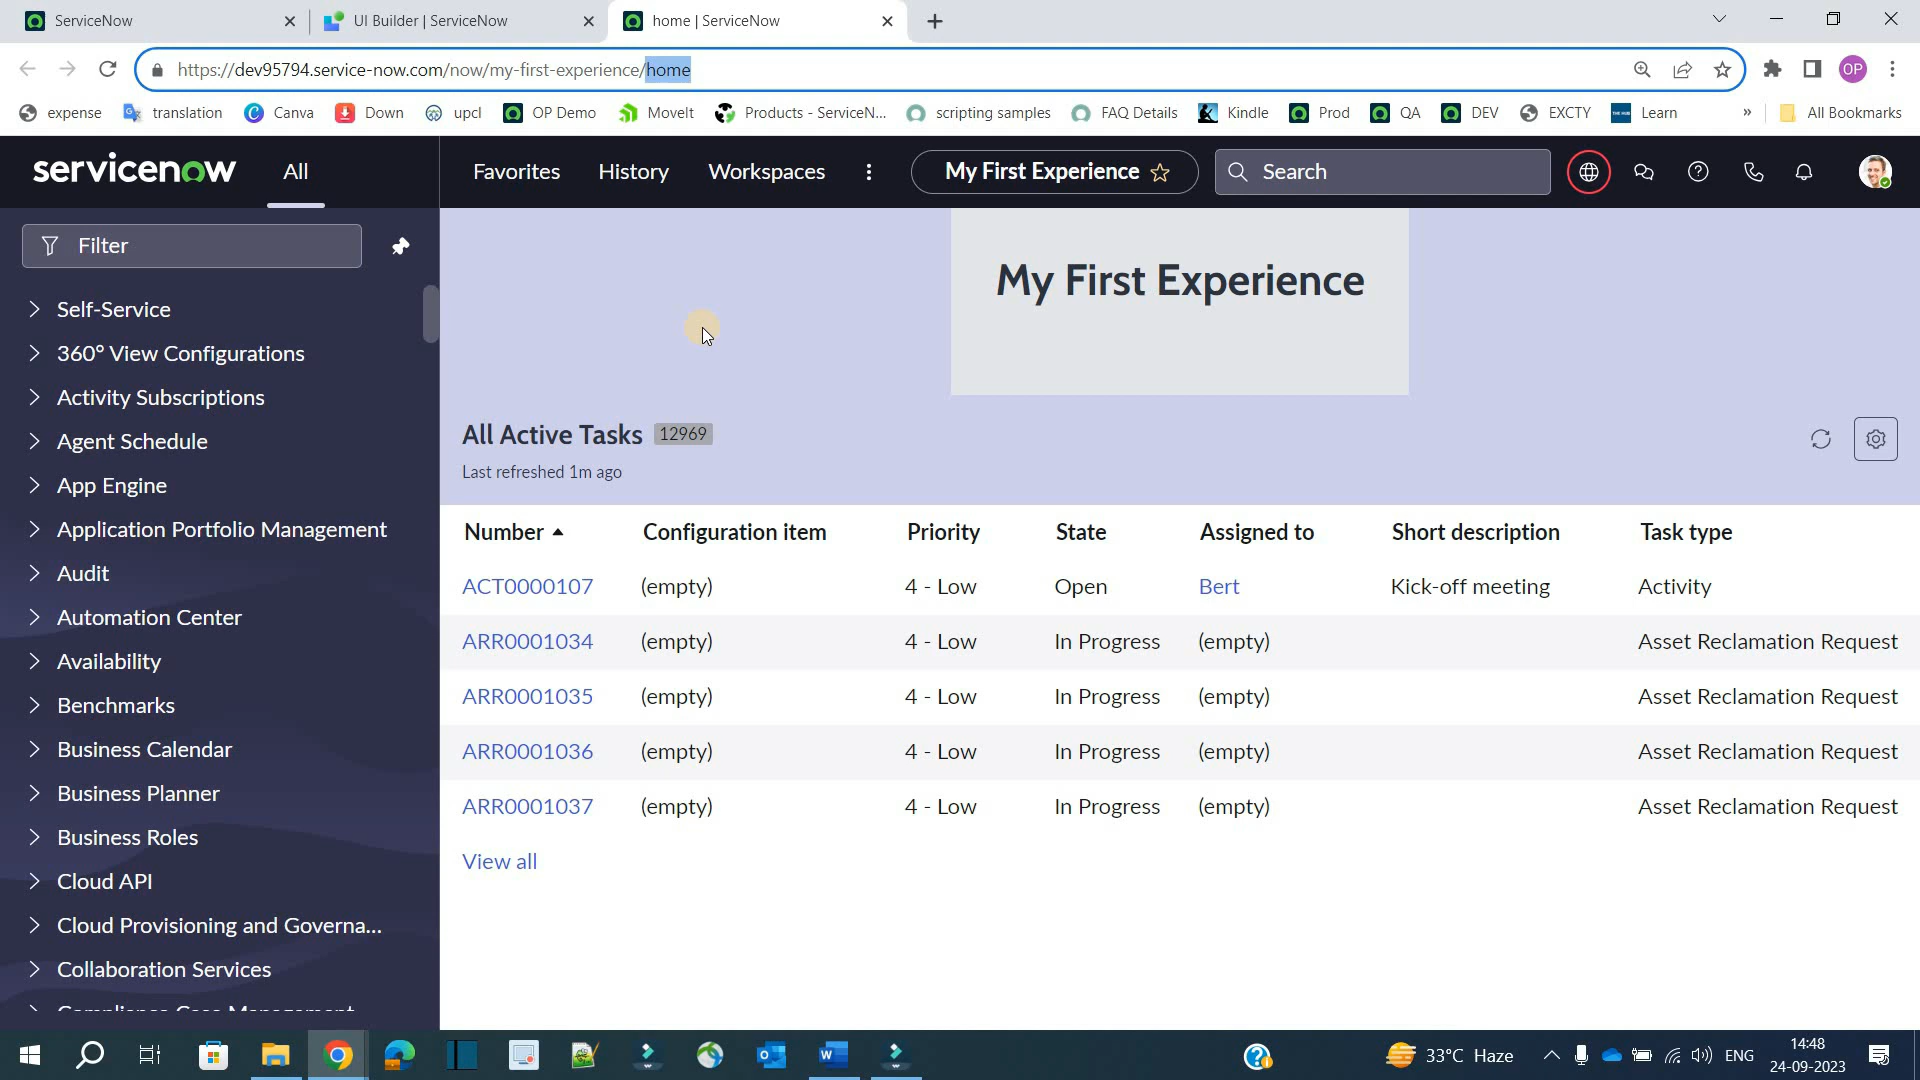 ServiceNow
UI Builder | ServiceNow
home | ServiceNow
https://dev95794.service-now.com/now/my-first-experience/home
OP
expense
translation
Canva
Down
upcl
OP Demo
MoveIt
Products - ServiceN...
scripting samples
FAQ Details
Kindle
Prod
QA
DEV
EXCTY
Learn
»
All Bookmarks
servicenow
All
Favorites
History
Workspaces
My First Experience
Search
Filter
Self-Service
360° View Configurations
Activity Subscriptions
Agent Schedule
App Engine
Application Portfolio Management
Audit
Automation Center
Availability
Benchmarks
Business Calendar
Business Planner
Business Roles
Cloud API
Cloud Provisioning and Governa...
Collaboration Services
My First Experience
All Active Tasks 12969
Last refreshed 1m ago
Number Configuration item Priority State Assigned to Short description Task type
ACT0000107 (empty) 4 - Low Open Bert Kick-off meeting Activity
ARR0001034 (empty) 4 - Low In Progress (empty) Asset Reclamation Request
ARR0001035 (empty) 4 - Low In Progress (empty) Asset Reclamation Request
ARR0001036 (empty) 4 - Low In Progress (empty) Asset Reclamation Request
ARR0001037 (empty) 4 - Low In Progress (empty) Asset Reclamation Request
View all
33°C Haze
ENG
14:48
24-09-2023